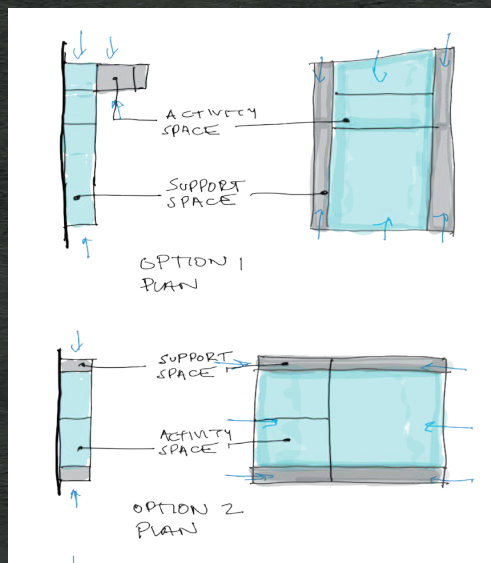 ACTIVITY
SPACE
SUPPORT
SPACE
OPTION 1
PLAN
SUPPORT
SPACE
ACTIVITY
SPACE
OPTION 2
PLAN